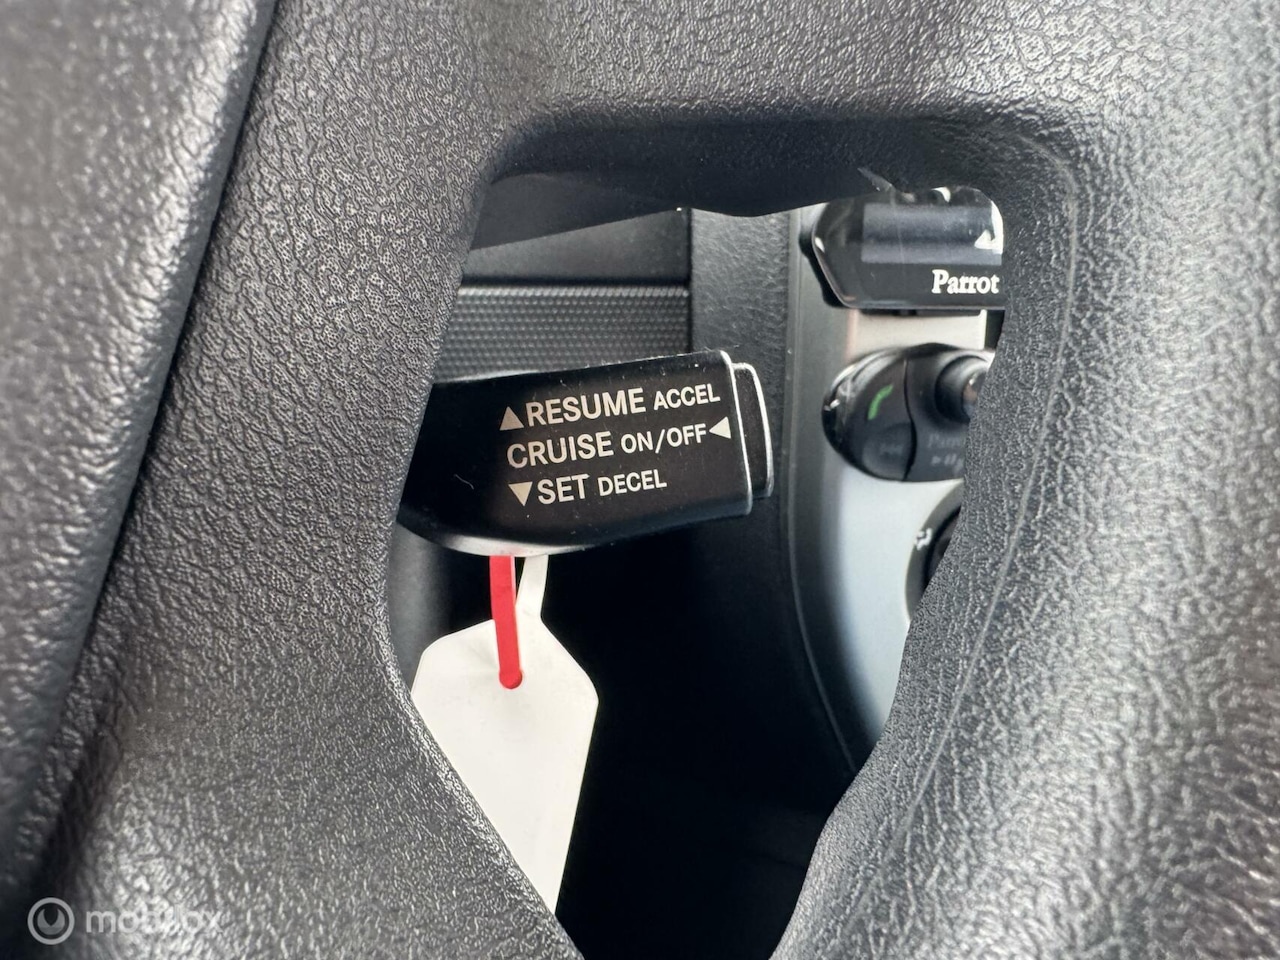 Parrot
▲RESUME ACCEL
CRUISE ON/OFF◀
▼SET DECEL